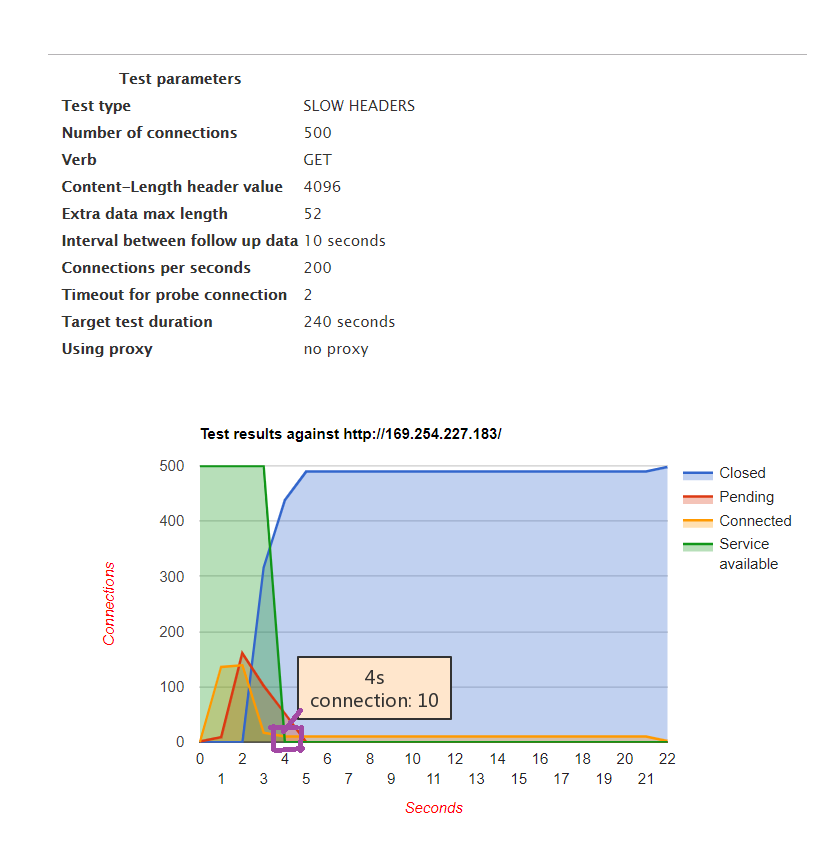 Test parameters
Test type SLOW HEADERS
Number of connections 500
Verb GET
Content-Length header value 4096
Extra data max length 52
Interval between follow up data 10 seconds
Connections per seconds 200
Timeout for probe connection 2
Target test duration 240 seconds
Using proxy no proxy
Test results against http://169.254.227.183/
500
400
300
200
100
0
Connections
Closed
Pending
Connected
Service
available
4s
connection: 10
0 2 4 6 8 10 12 14 16 18 20 22
1 3 5 7 9 11 13 15 17 19 21
Seconds